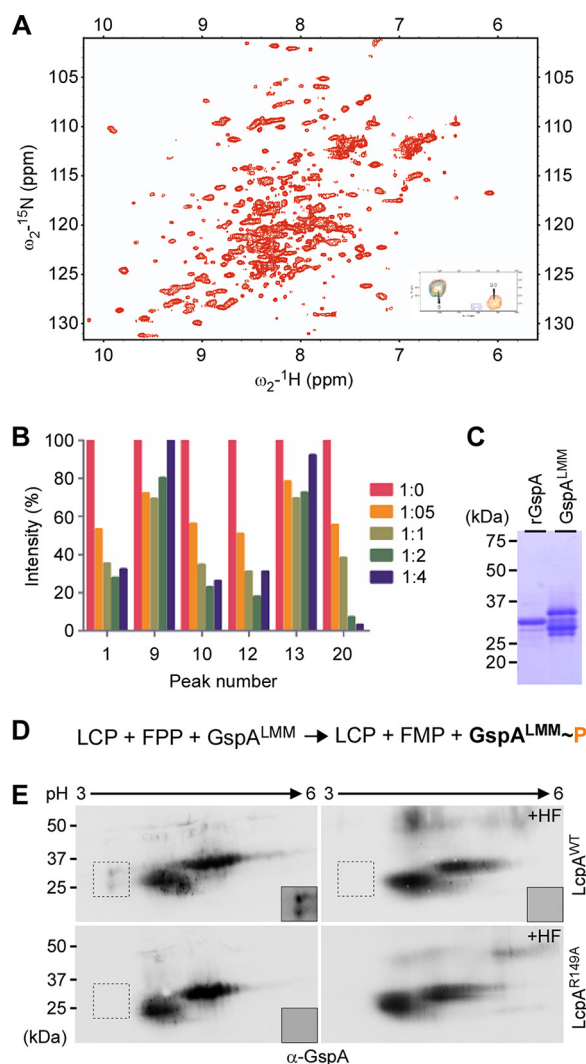 A
10 9 8 7 6
105 105
110 110
115 115
120 120
125 125
130 130
ω2-15N (ppm)
10 9 8 7 6
ω2-1H (ppm)
B
100
80
60
40
20
0
Intensity (%)
1 9 10 12 13 20
Peak number
1:0
1:05
1:1
1:2
1:4
C
rGspA
GspALMM
(kDa)
75
50
37
25
20
D
LCP + FPP + GspALMM → LCP + FMP + GspALMM~P
E
pH 3 6 3 6
50
37
25
+HF
LcpAWT
50
37
25
(kDa)
+HF
LcpAR149A
α-GspA